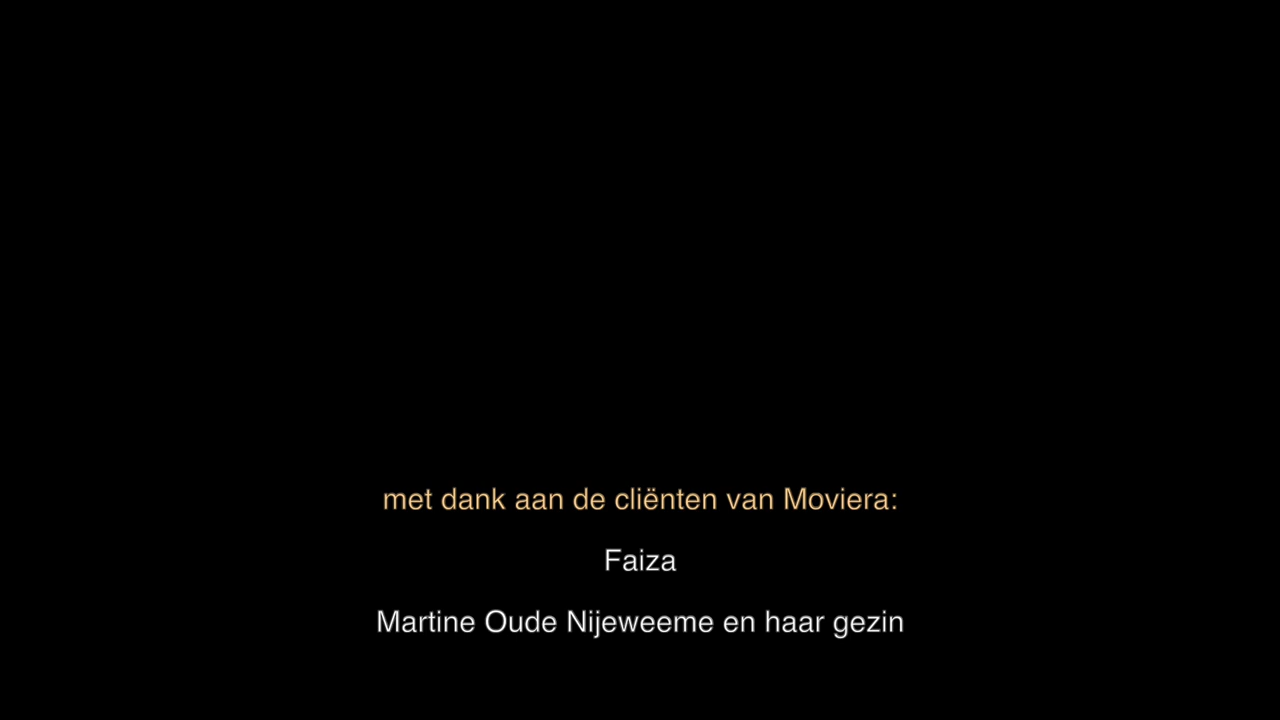 met dank aan de cliënten van Moviera:
Faiza
Martine Oude Nijeweeme en haar gezin